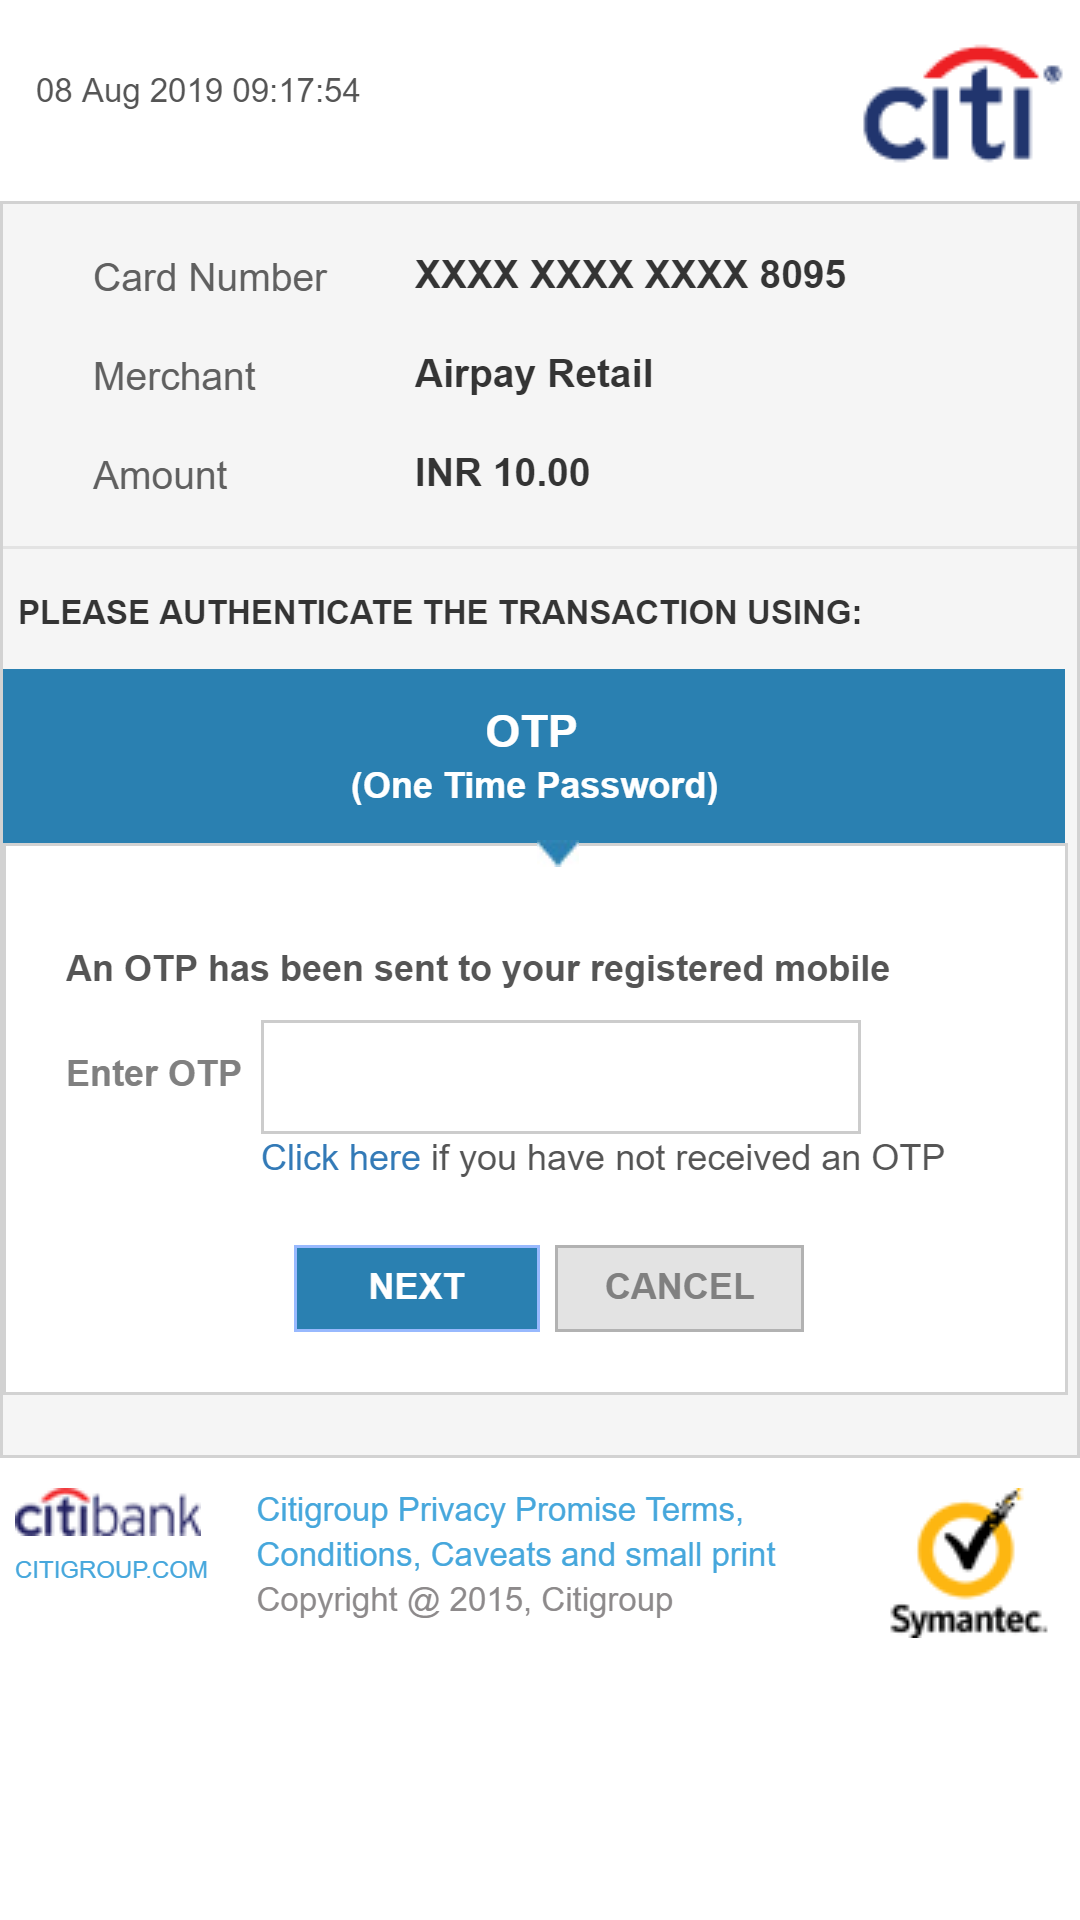 08 Aug 2019 09:17:54
citi®
Card Number XXXX XXXX XXXX 8095
Merchant Airpay Retail
Amount INR 10.00
PLEASE AUTHENTICATE THE TRANSACTION USING:
OTP
(One Time Password)
An OTP has been sent to your registered mobile
Enter OTP
Click here if you have not received an OTP
NEXT CANCEL
citibank
CITIGROUP.COM
Citigroup Privacy Promise Terms,
Conditions, Caveats and small print
Copyright @ 2015, Citigroup
Symantec.